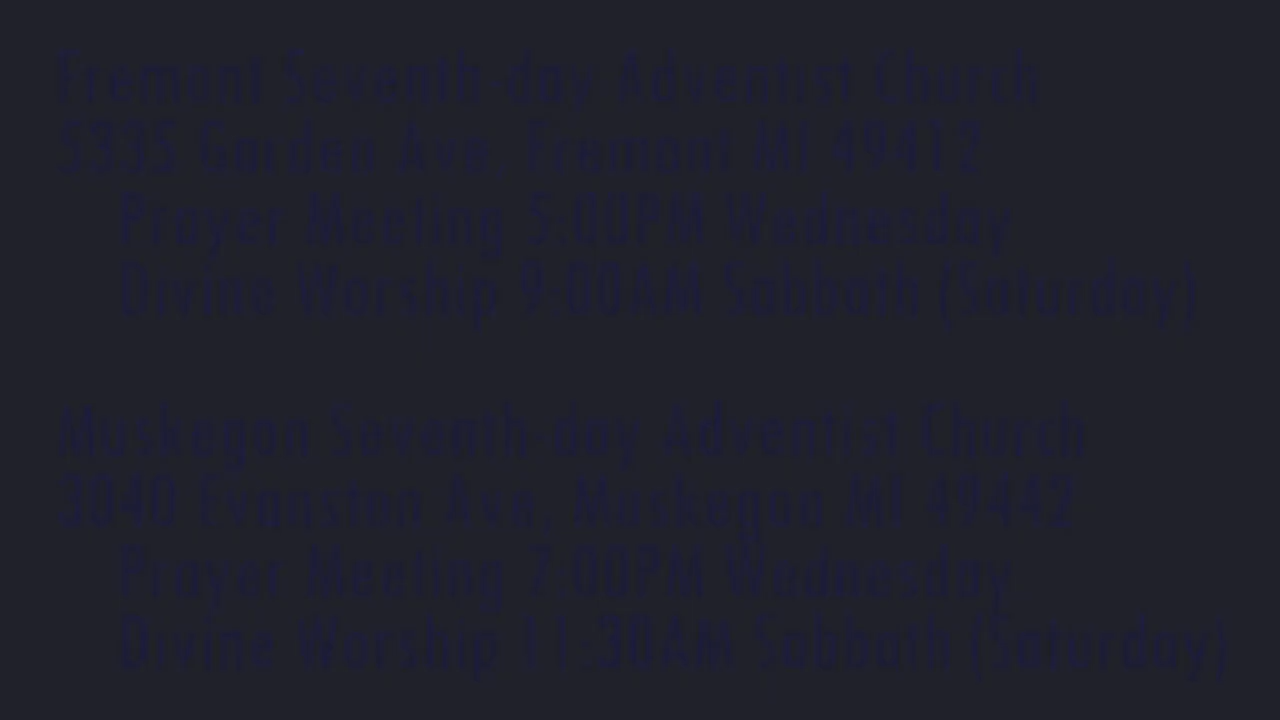 Fremont Seventh-day Adventist Church
5335 Garden Ave, Fremont MI 49412
Prayer Meeting 5:00PM Wednesday
Divine Worship 9:00AM Sabbath (Saturday)
Muskegon Seventh-day Adventist Church
3040 Evanston Ave, Muskegon MI 49442
Prayer Meeting 7:00PM Wednesday
Divine Worship 11:30AM Sabbath (Saturday)